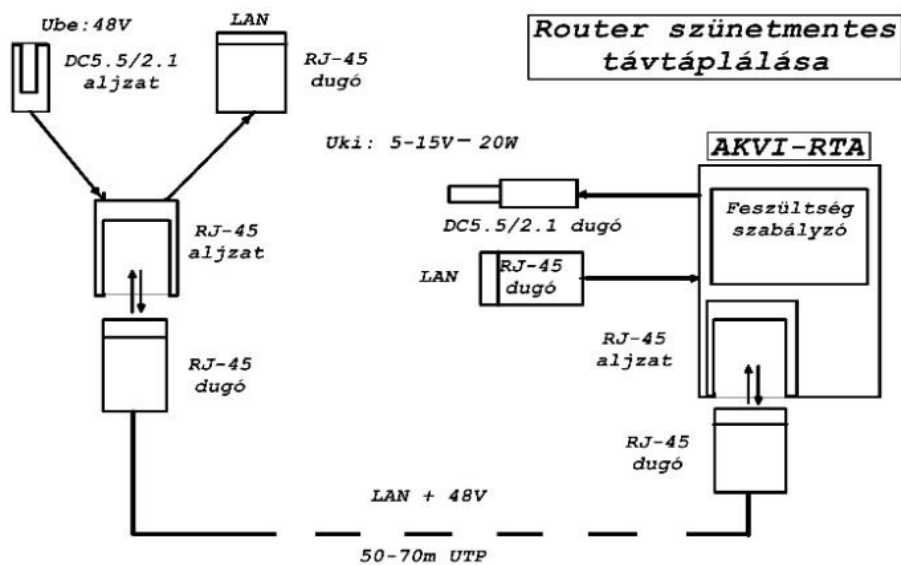 Router szünetmentes
távtáplálása
Ube:48V
DC5.5/2.1
aljzat
LAN
RJ-45
dugó
RJ-45
aljzat
RJ-45
dugó
Uki: 5-15V- 20W
AKVI-RTA
Feszültség
szabályzó
DC5.5/2.1 dugó
LAN
RJ-45
dugó
RJ-45
aljzat
RJ-45
dugó
LAN + 48V
50-70m UTP